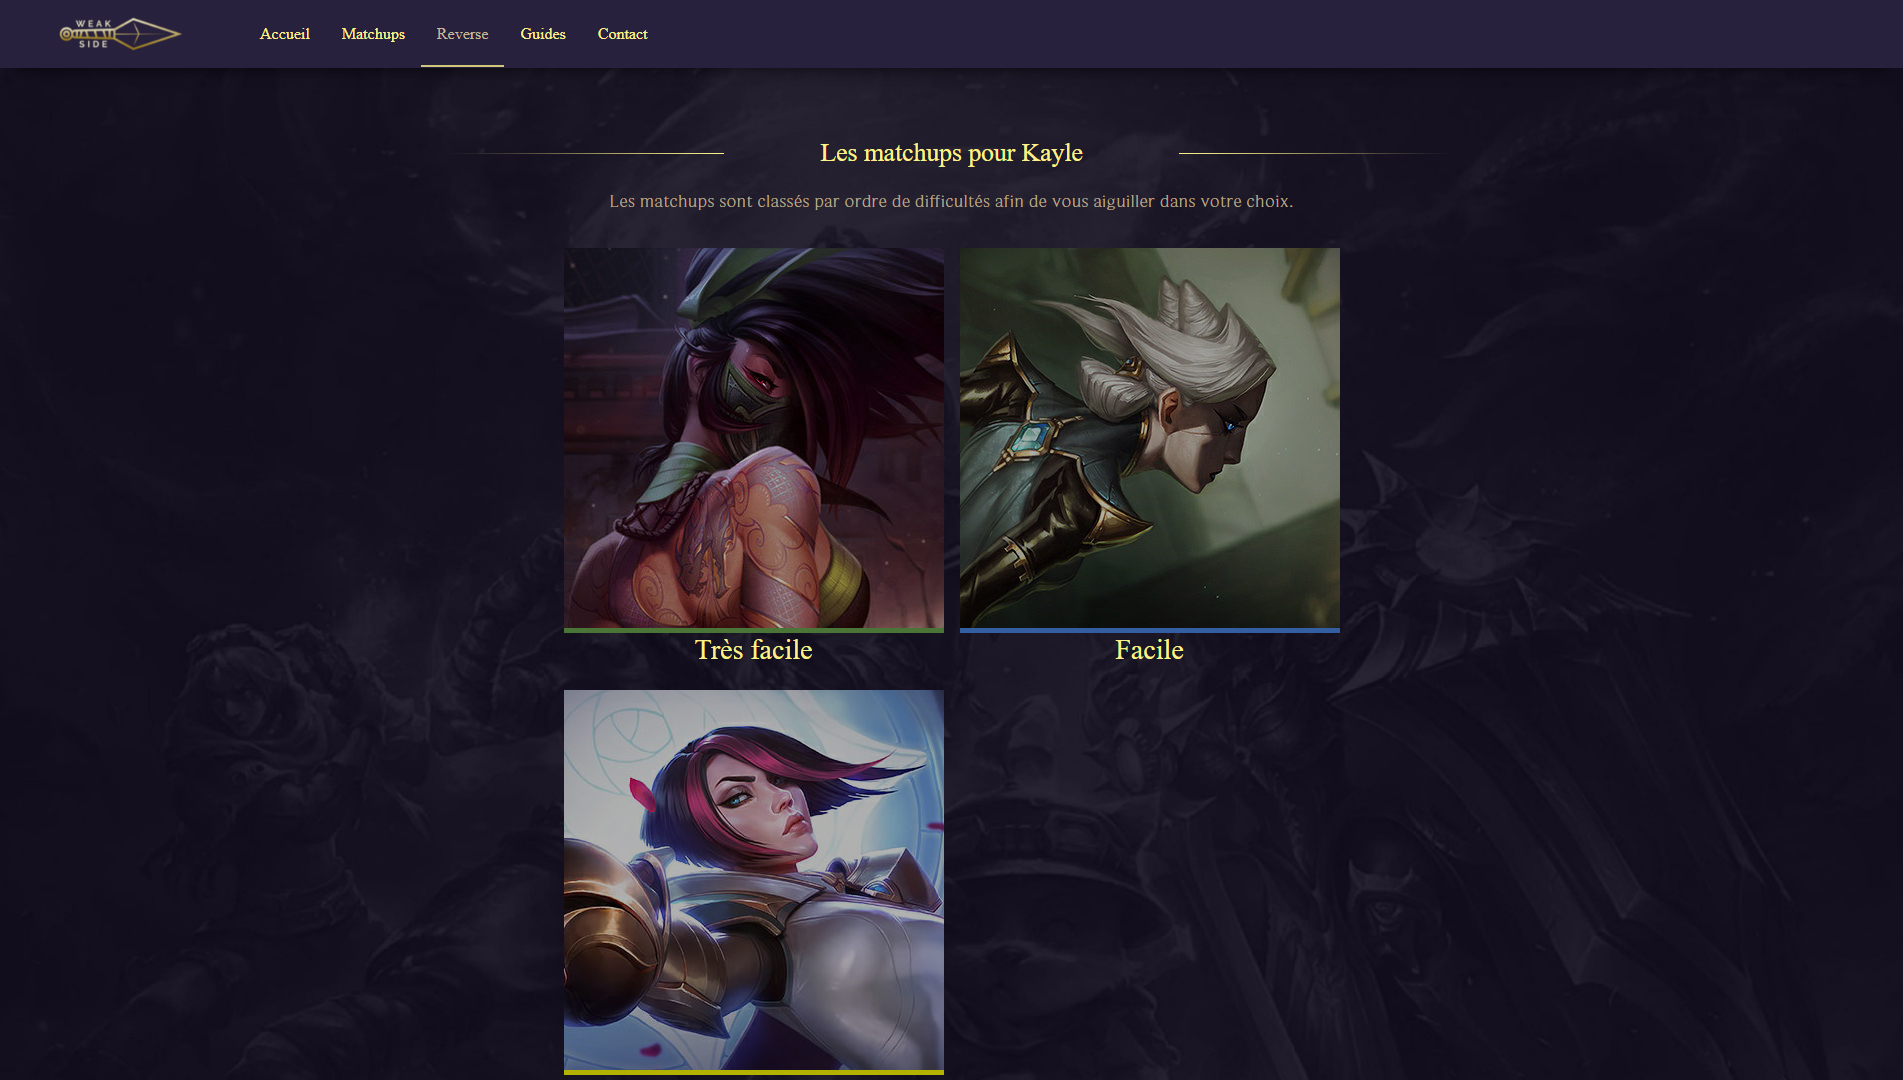 WEAK
SIDE
Accueil Matchups Reverse Guides Contact
Les matchups pour Kayle
Les matchups sont classés par ordre de difficultés afin de vous aiguiller dans votre choix.
Très facile Facile